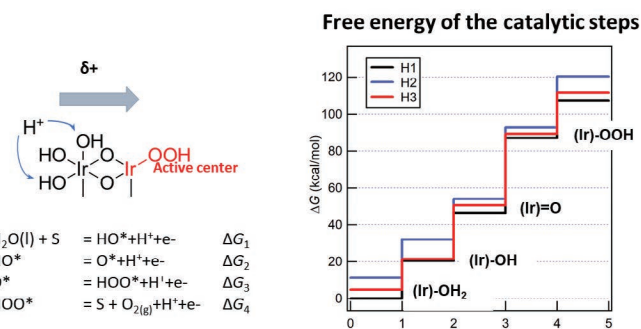 Free energy of the catalytic steps
δ+
H⁺
OH
HO
HO
Ir
O
O
Ir
OOH
Active center
₂O(l) + S = HO*+H⁺+e- ΔG₁
O* = O*+H⁺+e- ΔG₂
* = HOO*+H⁺+e- ΔG₃
OO* = S + O₂₍g₎+H⁺+e- ΔG₄
H1
H2
H3
ΔG (kcal/mol)
120
100
80
60
40
20
0
(Ir)-OOH
(Ir)=O
(Ir)-OH
(Ir)-OH₂
0 1 2 3 4 5